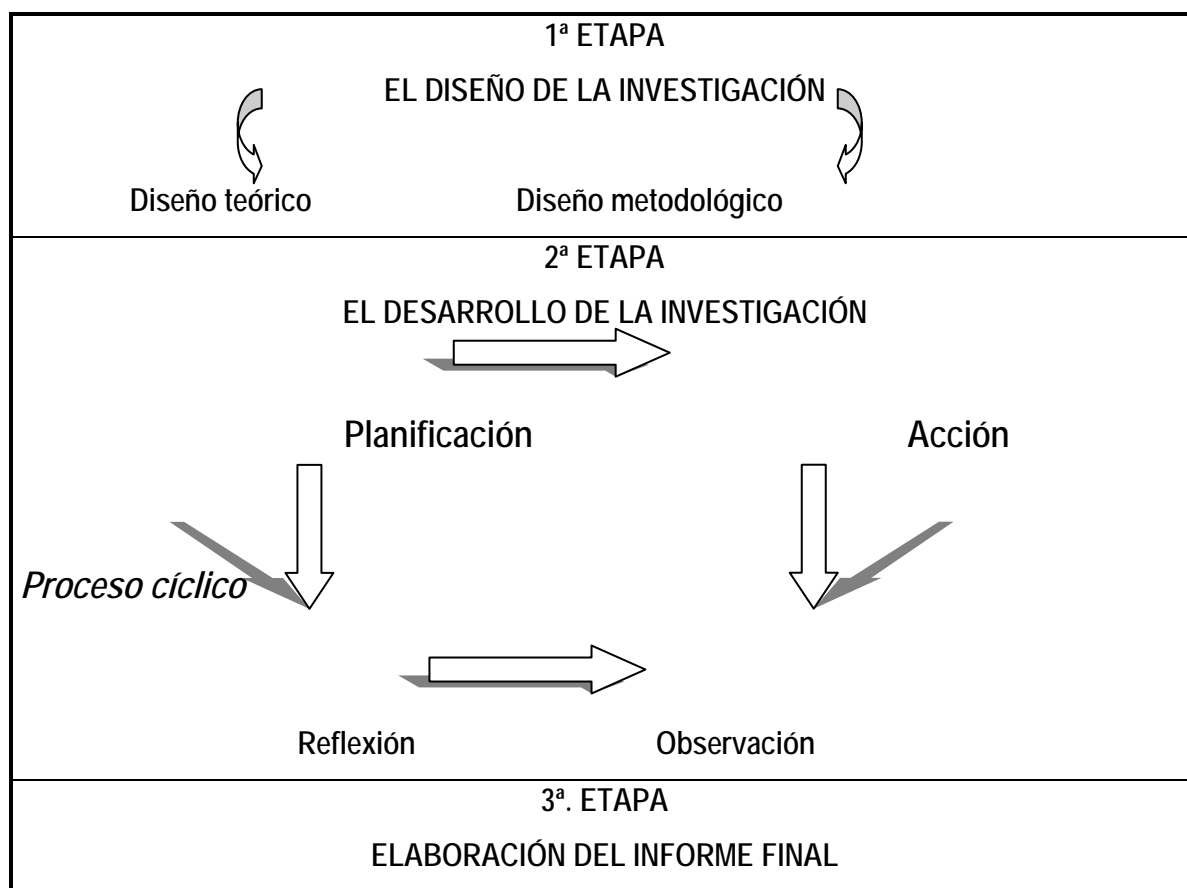 1ª ETAPA
EL DISEÑO DE LA INVESTIGACIÓN
Diseño teórico Diseño metodológico
2ª ETAPA
EL DESARROLLO DE LA INVESTIGACIÓN
Planificación Acción
Proceso cíclico
Reflexión Observación
3ª. ETAPA
ELABORACIÓN DEL INFORME FINAL